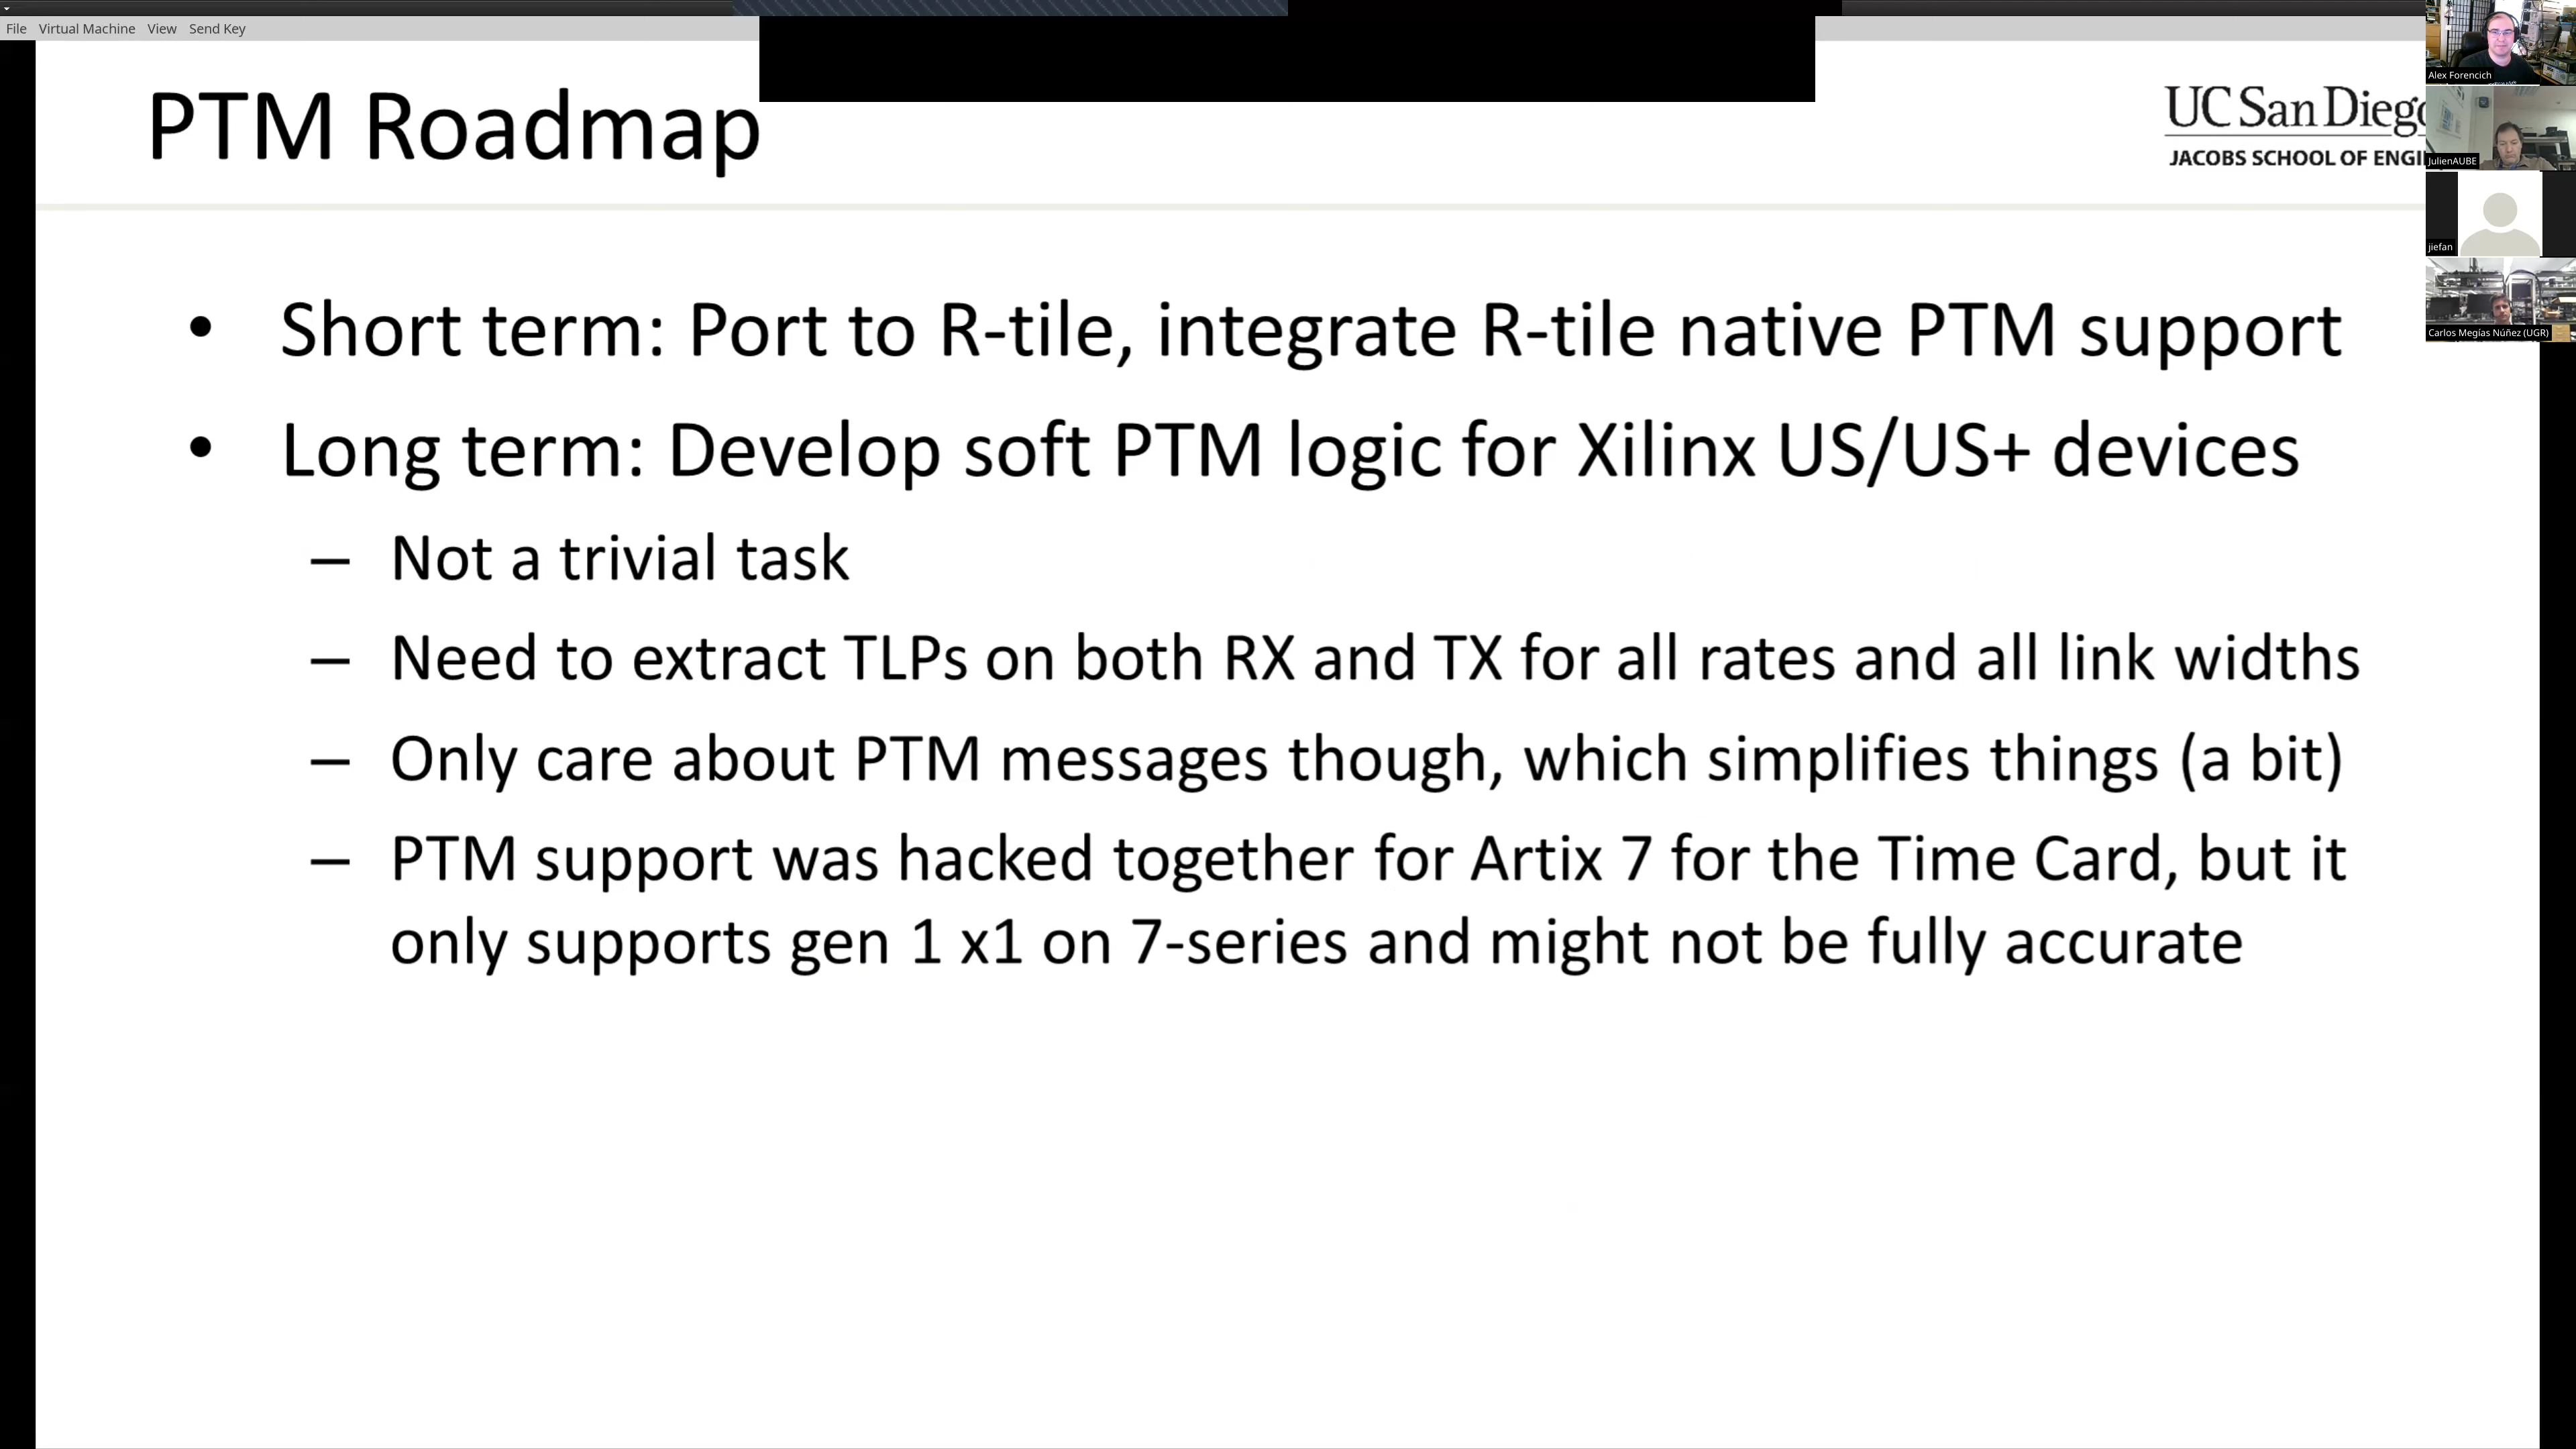 File Virtual Machine View Send Key
PTM Roadmap
UC San Diego
JACOBS SCHOOL OF ENGI
Alex Forencich
JulienAUBE
jiefan
Carlos Megías Núñez (UGR)
• Short term: Port to R-tile, integrate R-tile native PTM support
• Long term: Develop soft PTM logic for Xilinx US/US+ devices
– Not a trivial task
– Need to extract TLPs on both RX and TX for all rates and all link widths
– Only care about PTM messages though, which simplifies things (a bit)
– PTM support was hacked together for Artix 7 for the Time Card, but it
only supports gen 1 x1 on 7-series and might not be fully accurate